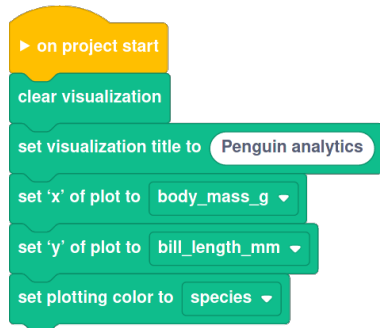 on project start
clear visualization
set visualization title to Penguin analytics
set ‘x’ of plot to body_mass_g
set ‘y’ of plot to bill_length_mm
set plotting color to species